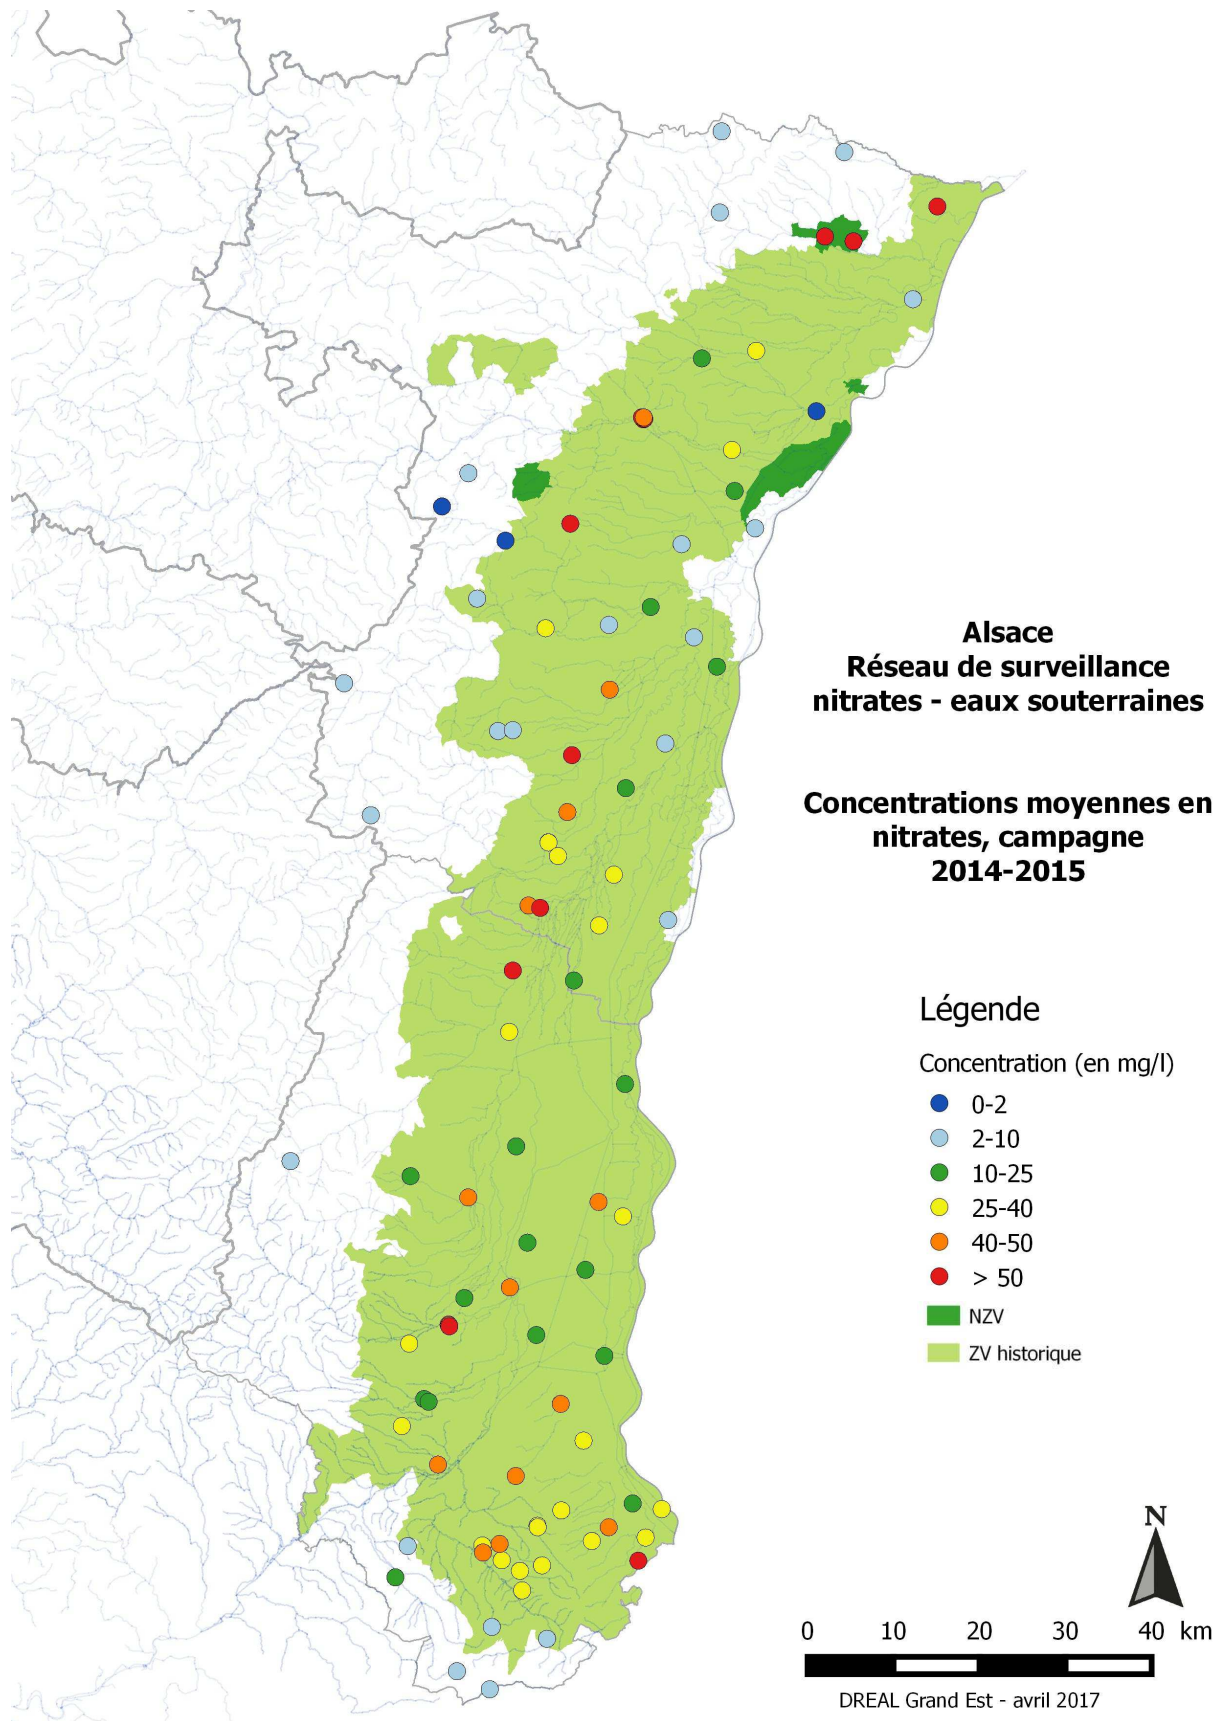 Alsace
Réseau de surveillance
nitrates - eaux souterraines
Concentrations moyennes en
nitrates, campagne
2014-2015
Légende
Concentration (en mg/l)
0-2
2-10
10-25
25-40
40-50
> 50
NZV
ZV historique
N
0 10 20 30 40 km
DREAL Grand Est - avril 2017